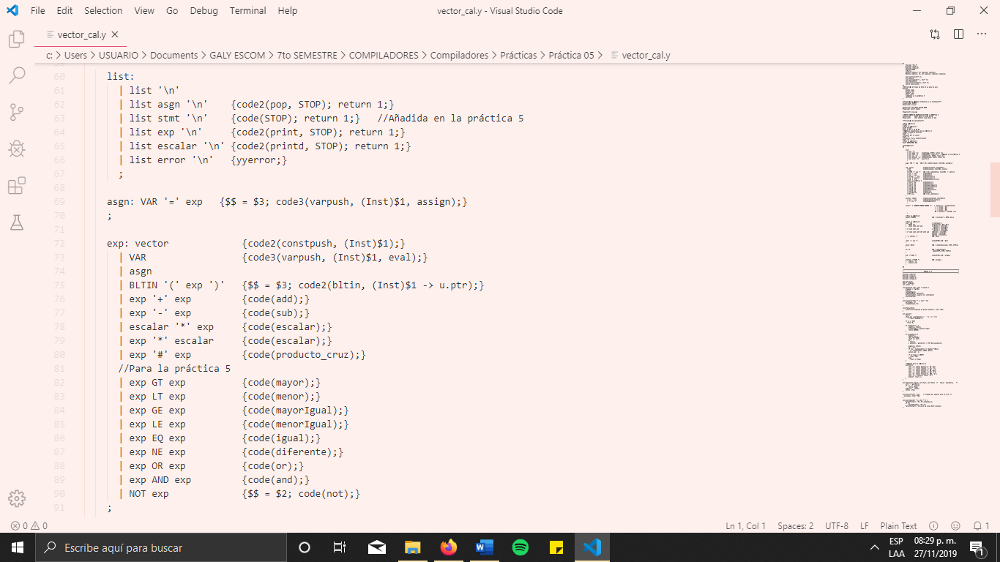 File Edit Selection View Go Debug Terminal Help vector_cal.y - Visual Studio Code
vector_cal.y
c: > Users > USUARIO > Documents > GALY ESCOM > 7to SEMESTRE > COMPILADORES > Compiladores > Prácticas > Práctica 05 > vector_cal.y
60 list:
61 | list '\n'
62 | list asgn '\n' {code2(pop, STOP); return 1;}
63 | list stmt '\n' {code(STOP); return 1;} //Añadida en la práctica 5
64 | list exp '\n' {code2(print, STOP); return 1;}
65 | list escalar '\n' {code2(printd, STOP); return 1;}
66 | list error '\n' {yyerror;}
67 ;
68
69 asgn: VAR '=' exp {$$ = $3; code3(varpush, (Inst)$1, assign);}
70 ;
71
72 exp: vector {code2(constpush, (Inst)$1);}
73 | VAR {code3(varpush, (Inst)$1, eval);}
74 | asgn
75 | BLTIN '(' exp ')' {$$ = $3; code2(bltin, (Inst)$1 -> u.ptr);}
76 | exp '+' exp {code(add);}
77 | exp '-' exp {code(sub);}
78 | escalar '*' exp {code(escalar);}
79 | exp '*' escalar {code(escalar);}
80 | exp '#' exp {code(producto_cruz);}
81 //Para la práctica 5
82 | exp GT exp {code(mayor);}
83 | exp LT exp {code(menor);}
84 | exp GE exp {code(mayorIgual);}
85 | exp LE exp {code(menorIgual);}
86 | exp EQ exp {code(igual);}
87 | exp NE exp {code(diferente);}
88 | exp OR exp {code(or);}
89 | exp AND exp {code(and);}
90 | NOT exp {$$ = $2; code(not);}
91 ;
0 0 Ln 1, Col 1 Spaces: 2 UTF-8 LF Plain Text 1
Escribe aquí para buscar
ESP 08:29 p. m.
LAA 27/11/2019 1